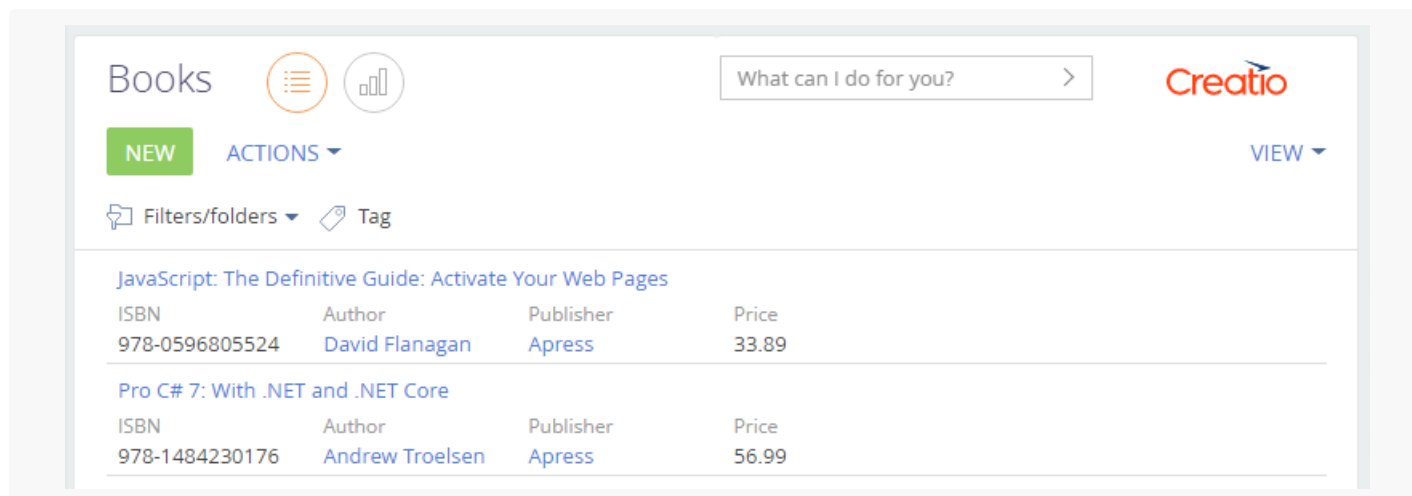 Books What can I do for you? Creatio
NEW ACTIONS VIEW
Filters/folders Tag
JavaScript: The Definitive Guide: Activate Your Web Pages
ISBN Author Publisher Price
978-0596805524 David Flanagan Apress 33.89
Pro C# 7: With .NET and .NET Core
ISBN Author Publisher Price
978-1484230176 Andrew Troelsen Apress 56.99